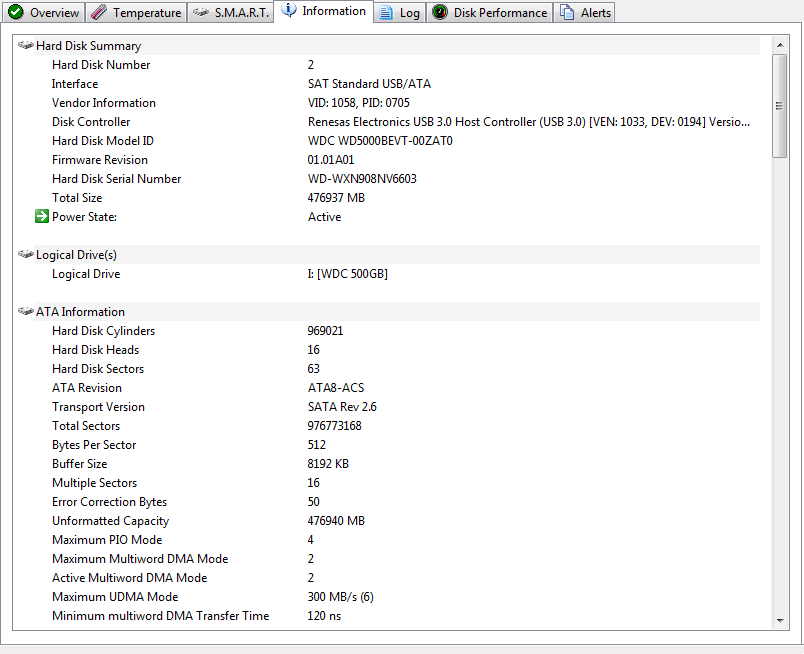 Overview Temperature S.M.A.R.T. Information Log Disk Performance Alerts
Hard Disk Summary
Hard Disk Number 2
Interface SAT Standard USB/ATA
Vendor Information VID: 1058, PID: 0705
Disk Controller Renesas Electronics USB 3.0 Host Controller (USB 3.0) [VEN: 1033, DEV: 0194] Versio...
Hard Disk Model ID WDC WD5000BEVT-00ZAT0
Firmware Revision 01.01A01
Hard Disk Serial Number WD-WXN908NV6603
Total Size 476937 MB
Power State: Active
Logical Drive(s)
Logical Drive I: [WDC 500GB]
ATA Information
Hard Disk Cylinders 969021
Hard Disk Heads 16
Hard Disk Sectors 63
ATA Revision ATA8-ACS
Transport Version SATA Rev 2.6
Total Sectors 976773168
Bytes Per Sector 512
Buffer Size 8192 KB
Multiple Sectors 16
Error Correction Bytes 50
Unformatted Capacity 476940 MB
Maximum PIO Mode 4
Maximum Multiword DMA Mode 2
Active Multiword DMA Mode 2
Maximum UDMA Mode 300 MB/s (6)
Minimum multiword DMA Transfer Time 120 ns